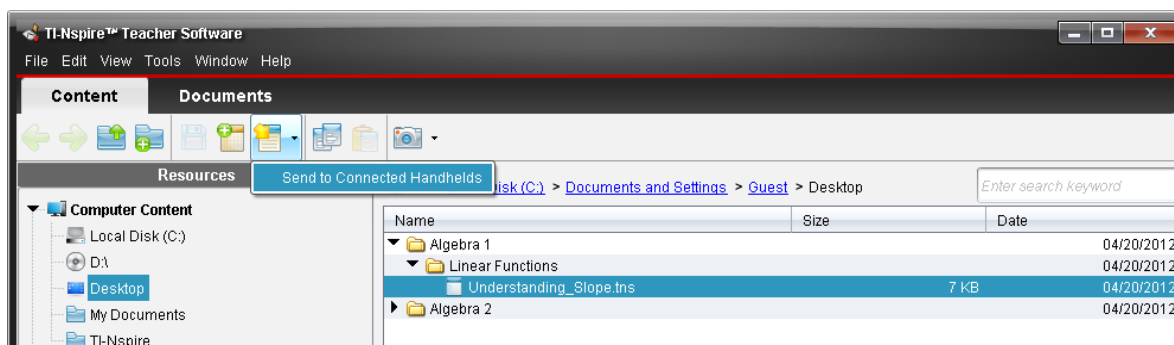 TI-Nspire™ Teacher Software
File Edit View Tools Window Help
Content Documents
Resources
Send to Connected Handhelds
isk (C:) > Documents and Settings > Guest > Desktop
Enter search keyword
Computer Content
Name Size Date
Local Disk (C:)
Algebra 1 04/20/2012
D:\
Linear Functions 04/20/2012
Desktop
Understanding_Slope.tns 7 KB 04/20/2012
My Documents
Algebra 2 04/20/2012
TI-Nspire